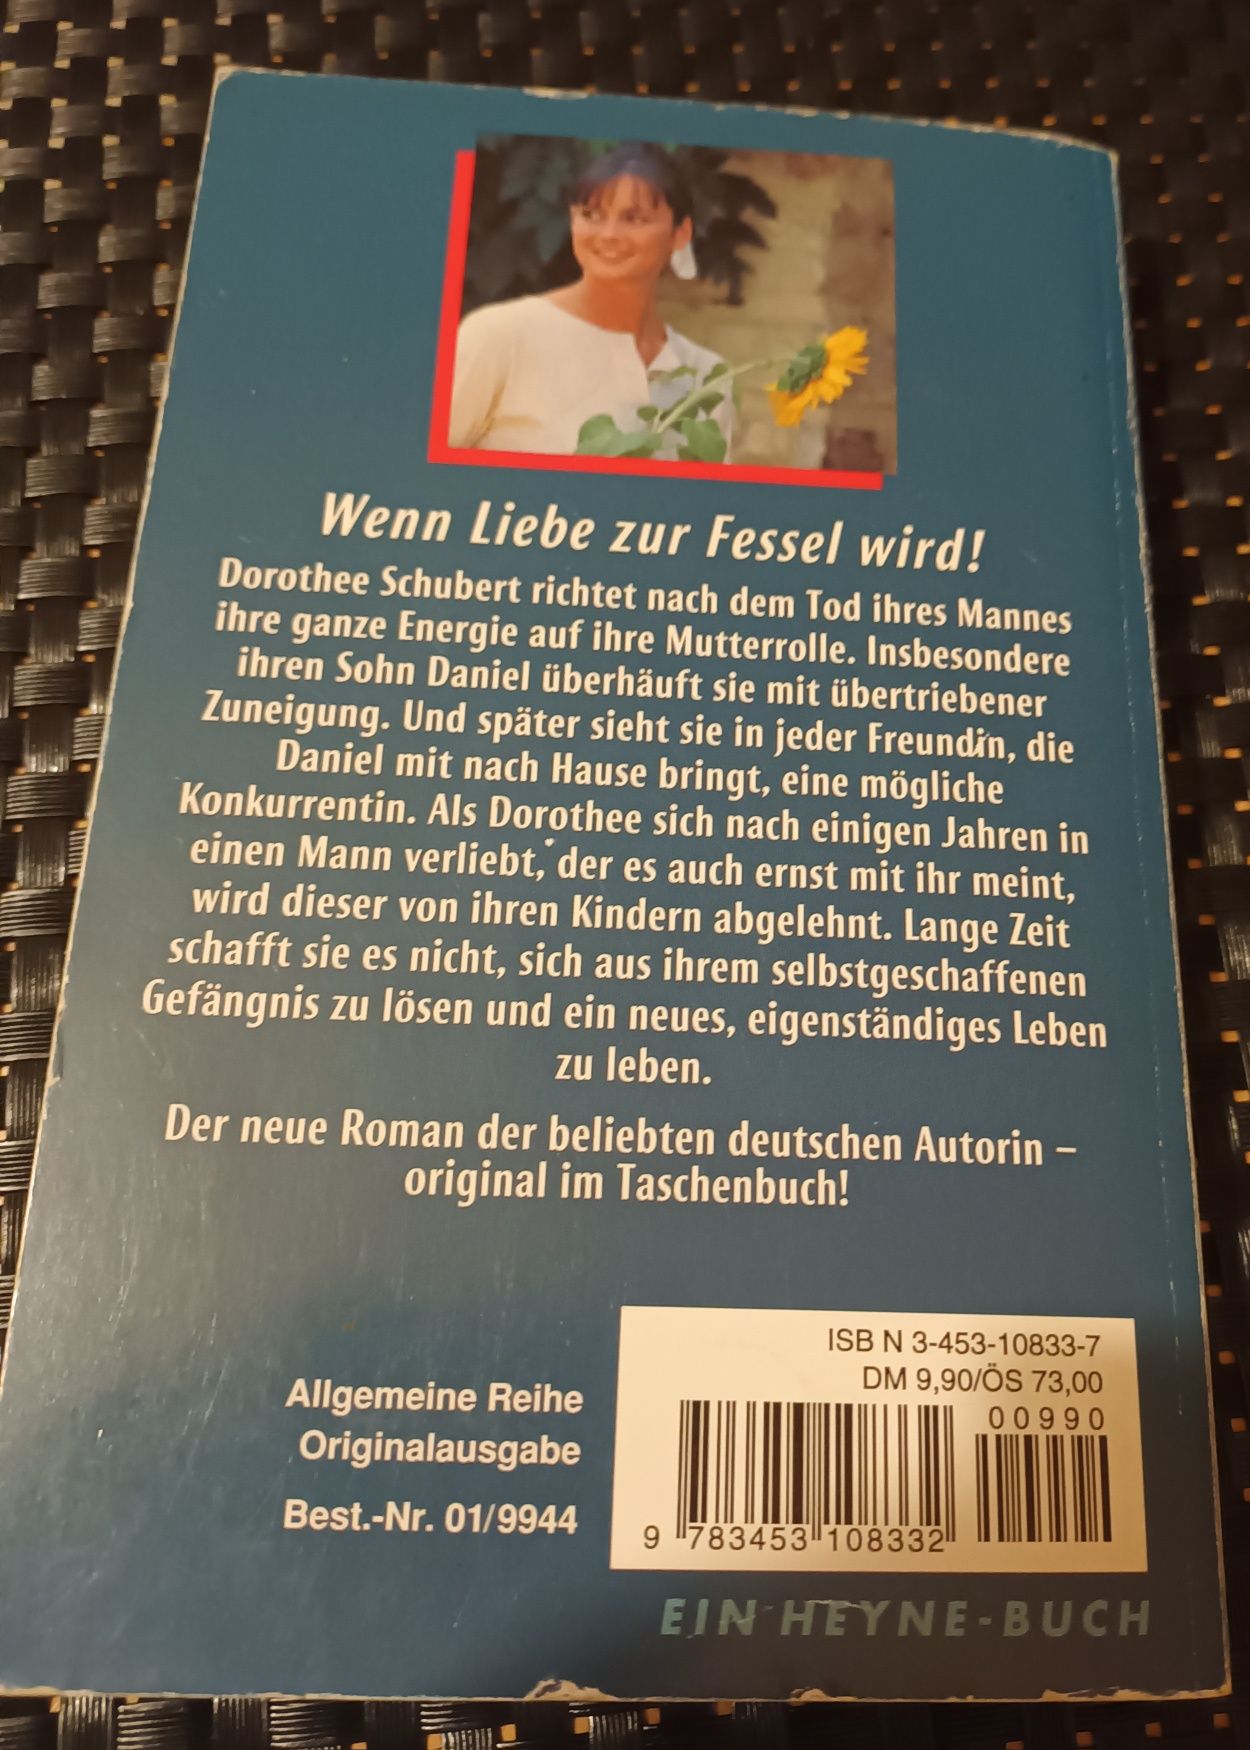 Wenn Liebe zur Fessel wird!
Dorothee Schubert richtet nach dem Tod ihres Mannes
ihre ganze Energie auf ihre Mutterrolle. Insbesondere
ihren Sohn Daniel überhäuft sie mit übertriebener
Zuneigung. Und später sieht sie in jeder Freundin, die
Daniel mit nach Hause bringt, eine mögliche
Konkurrentin. Als Dorothee sich nach einigen Jahren in
einen Mann verliebt, der es auch ernst mit ihr meint,
wird dieser von ihren Kindern abgelehnt. Lange Zeit
schafft sie es nicht, sich aus ihrem selbstgeschaffenen
Gefängnis zu lösen und ein neues, eigenständiges Leben
zu leben.
Der neue Roman der beliebten deutschen Autorin –
original im Taschenbuch!
Allgemeine Reihe
Originalausgabe
Best.-Nr. 01/9944
ISBN 3-453-10833-7
DM 9,90/ÖS 73,00
00990
9 783453 108332
EIN HEYNE-BUCH